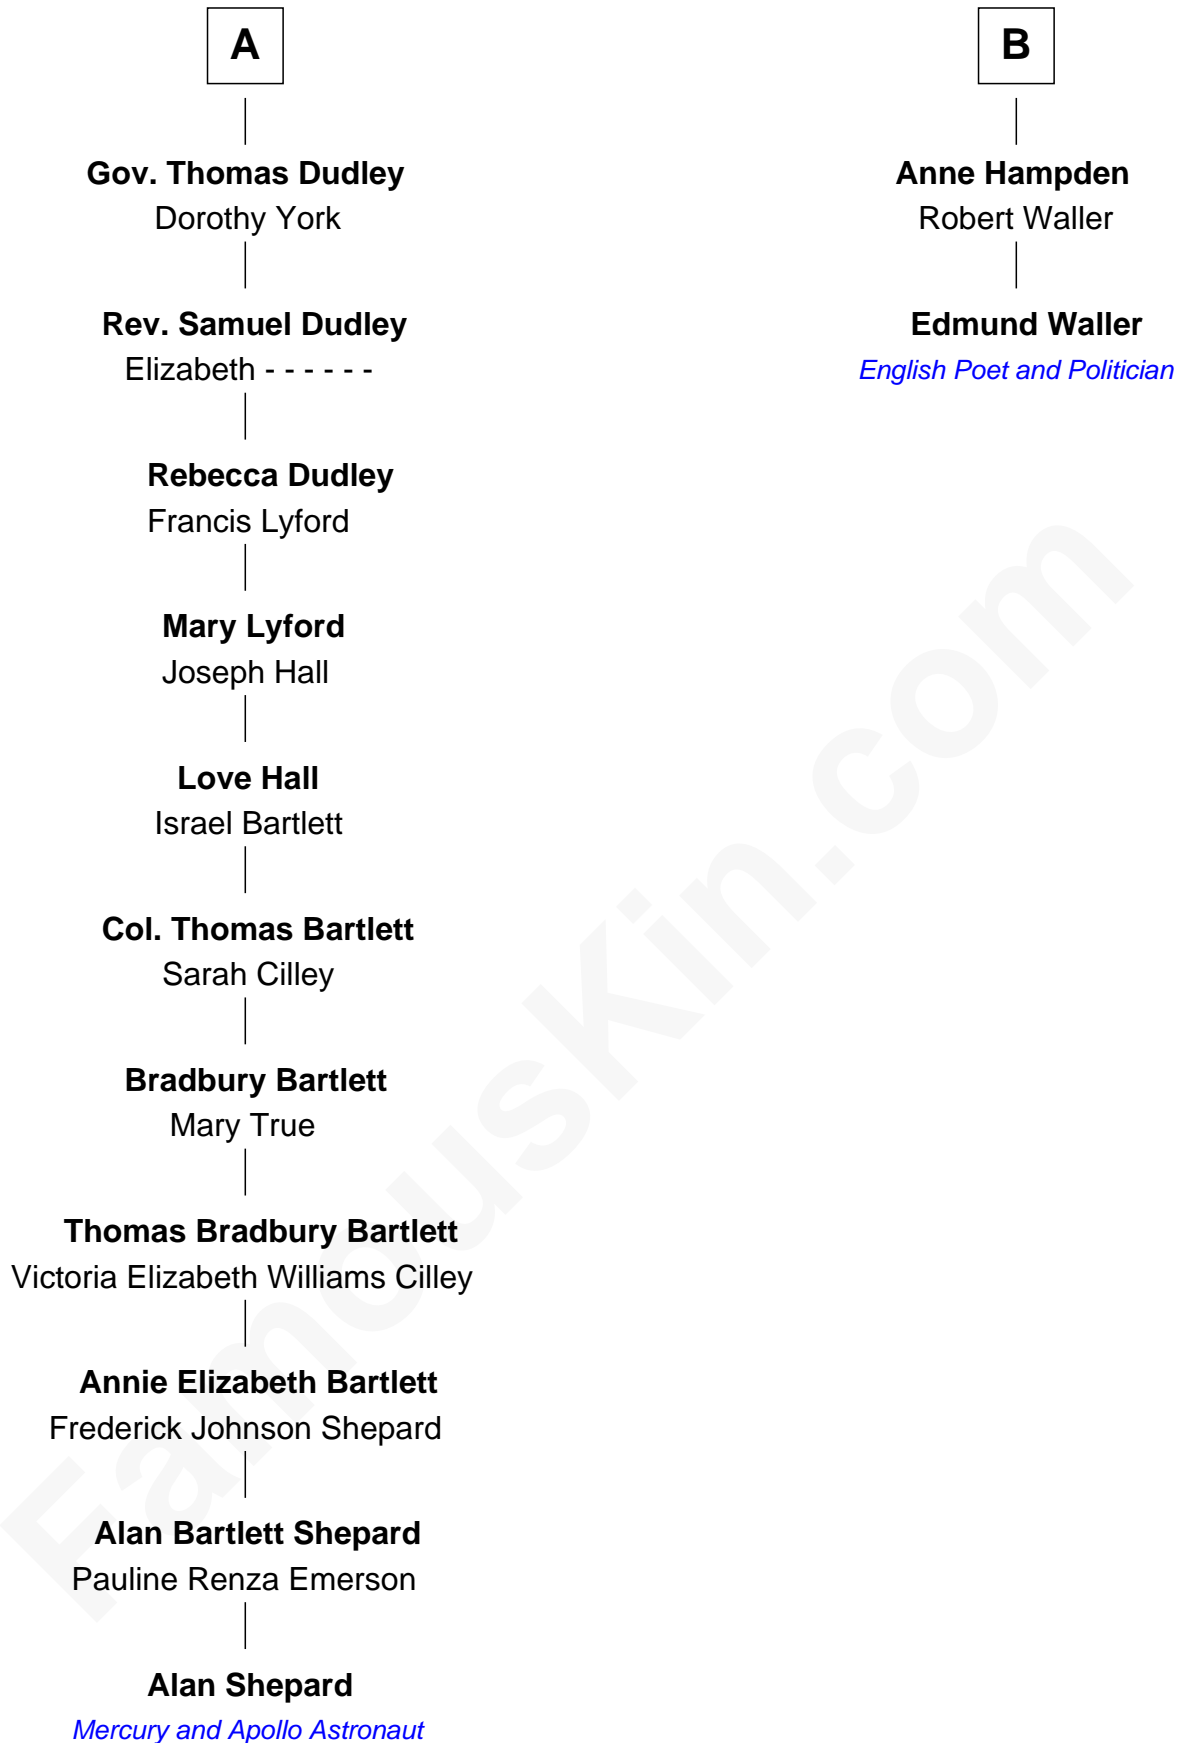 A
Gov. Thomas Dudley
Dorothy York
Rev. Samuel Dudley
Elizabeth - - - - - -
Rebecca Dudley
Francis Lyford
Mary Lyford
Joseph Hall
Love Hall
Israel Bartlett
Col. Thomas Bartlett
Sarah Cilley
Bradbury Bartlett
Mary True
Thomas Bradbury Bartlett
Victoria Elizabeth Williams Cilley
Annie Elizabeth Bartlett
Frederick Johnson Shepard
Alan Bartlett Shepard
Pauline Renza Emerson
Alan Shepard
Mercury and Apollo Astronaut
B
Anne Hampden
Robert Waller
Edmund Waller
English Poet and Politician
FamousKin.com